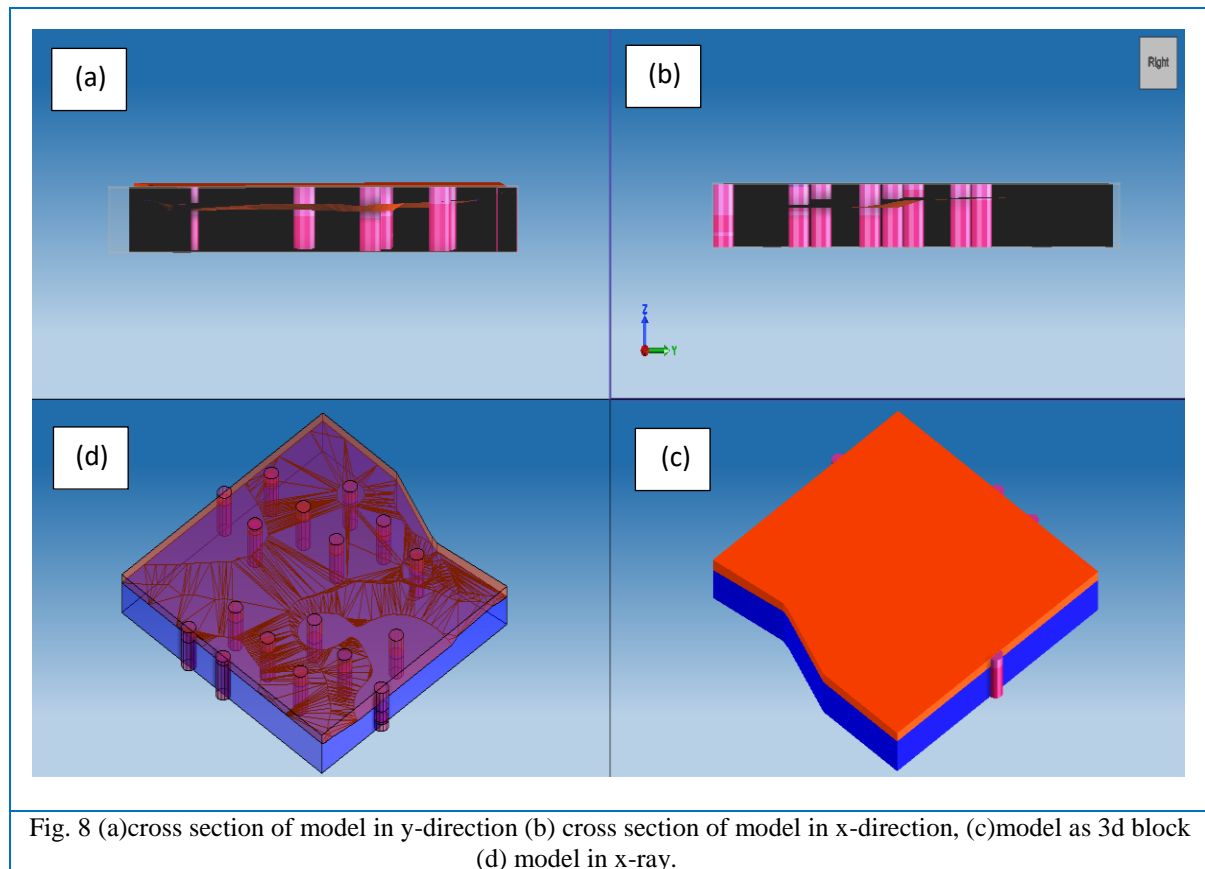 (a)
(b)
Right
Z
Y
(d)
(c)
Fig. 8 (a)cross section of model in y-direction (b) cross section of model in x-direction, (c)model as 3d block
(d) model in x-ray.